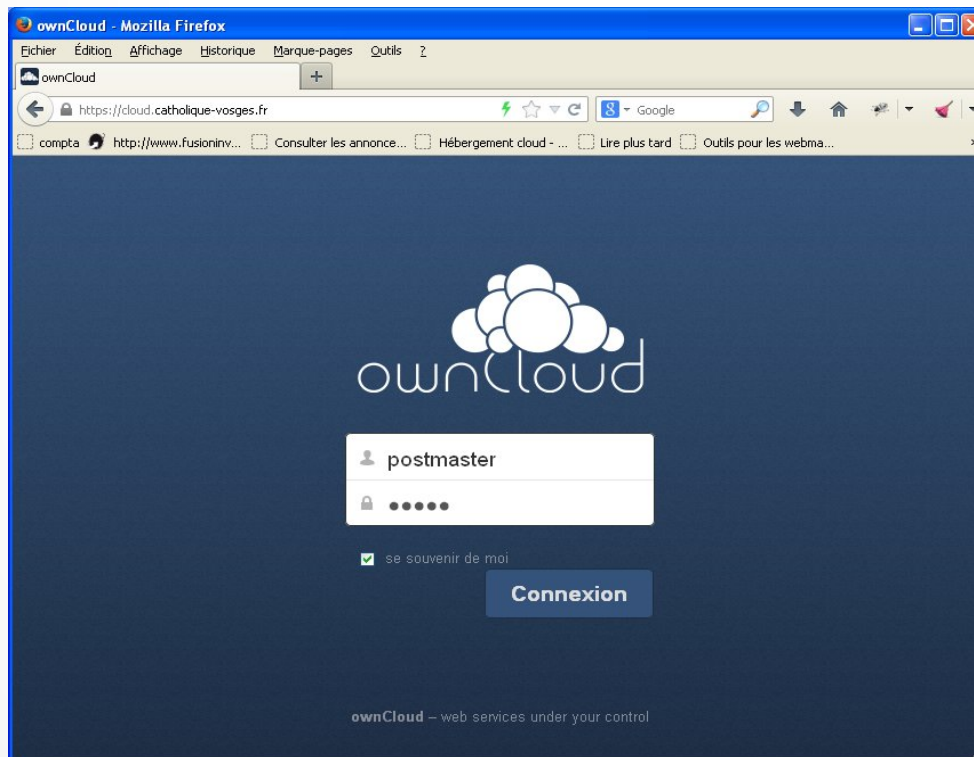 ownCloud - Mozilla Firefox
Fichier Édition Affichage Historique Marque-pages Outils ?
ownCloud +
https://cloud.catholique-vosges.fr 8 Google
compta http://www.fusioninv... Consulter les annonce... Hébergement cloud - ... Lire plus tard Outils pour les webma... »
ownCloud
postmaster
●●●●●
se souvenir de moi
Connexion
ownCloud – web services under your control